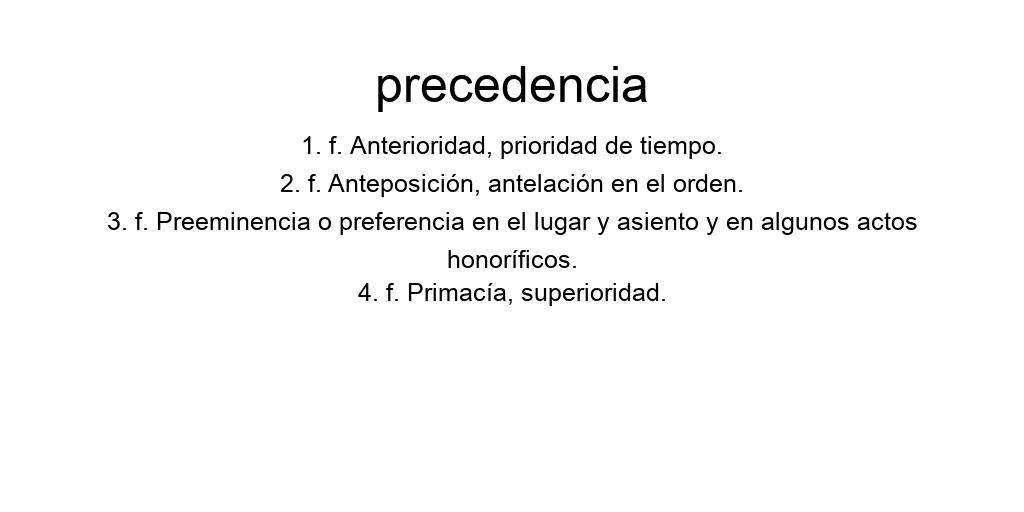 precedencia
1. f. Anterioridad, prioridad de tiempo.
2. f. Anteposición, antelación en el orden.
3. f. Preeminencia o preferencia en el lugar y asiento y en algunos actos
honoríficos.
4. f. Primacía, superioridad.